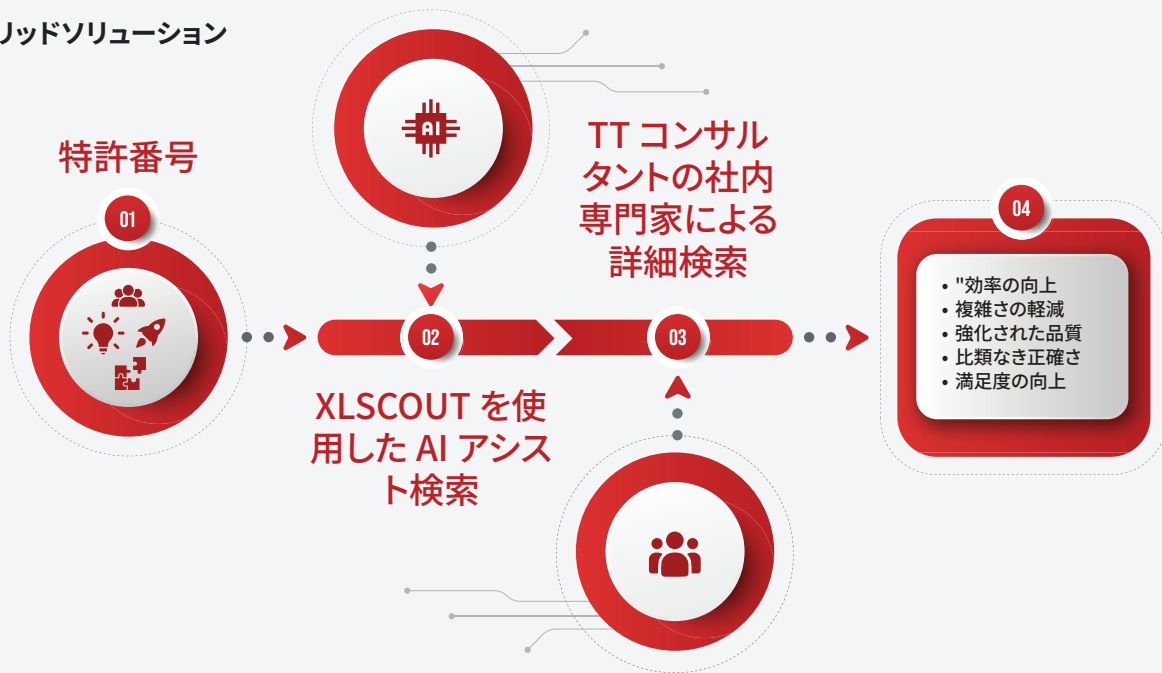 リッドソリューション
特許番号
01
AI
02
XLSCOUT を使
用した AI アシス
ト検索
TT コンサル
タントの社内
専門家による
詳細検索
03
04
• "効率の向上
• 複雑さの軽減
• 強化された品質
• 比類なき正確さ
• 満足度の向上